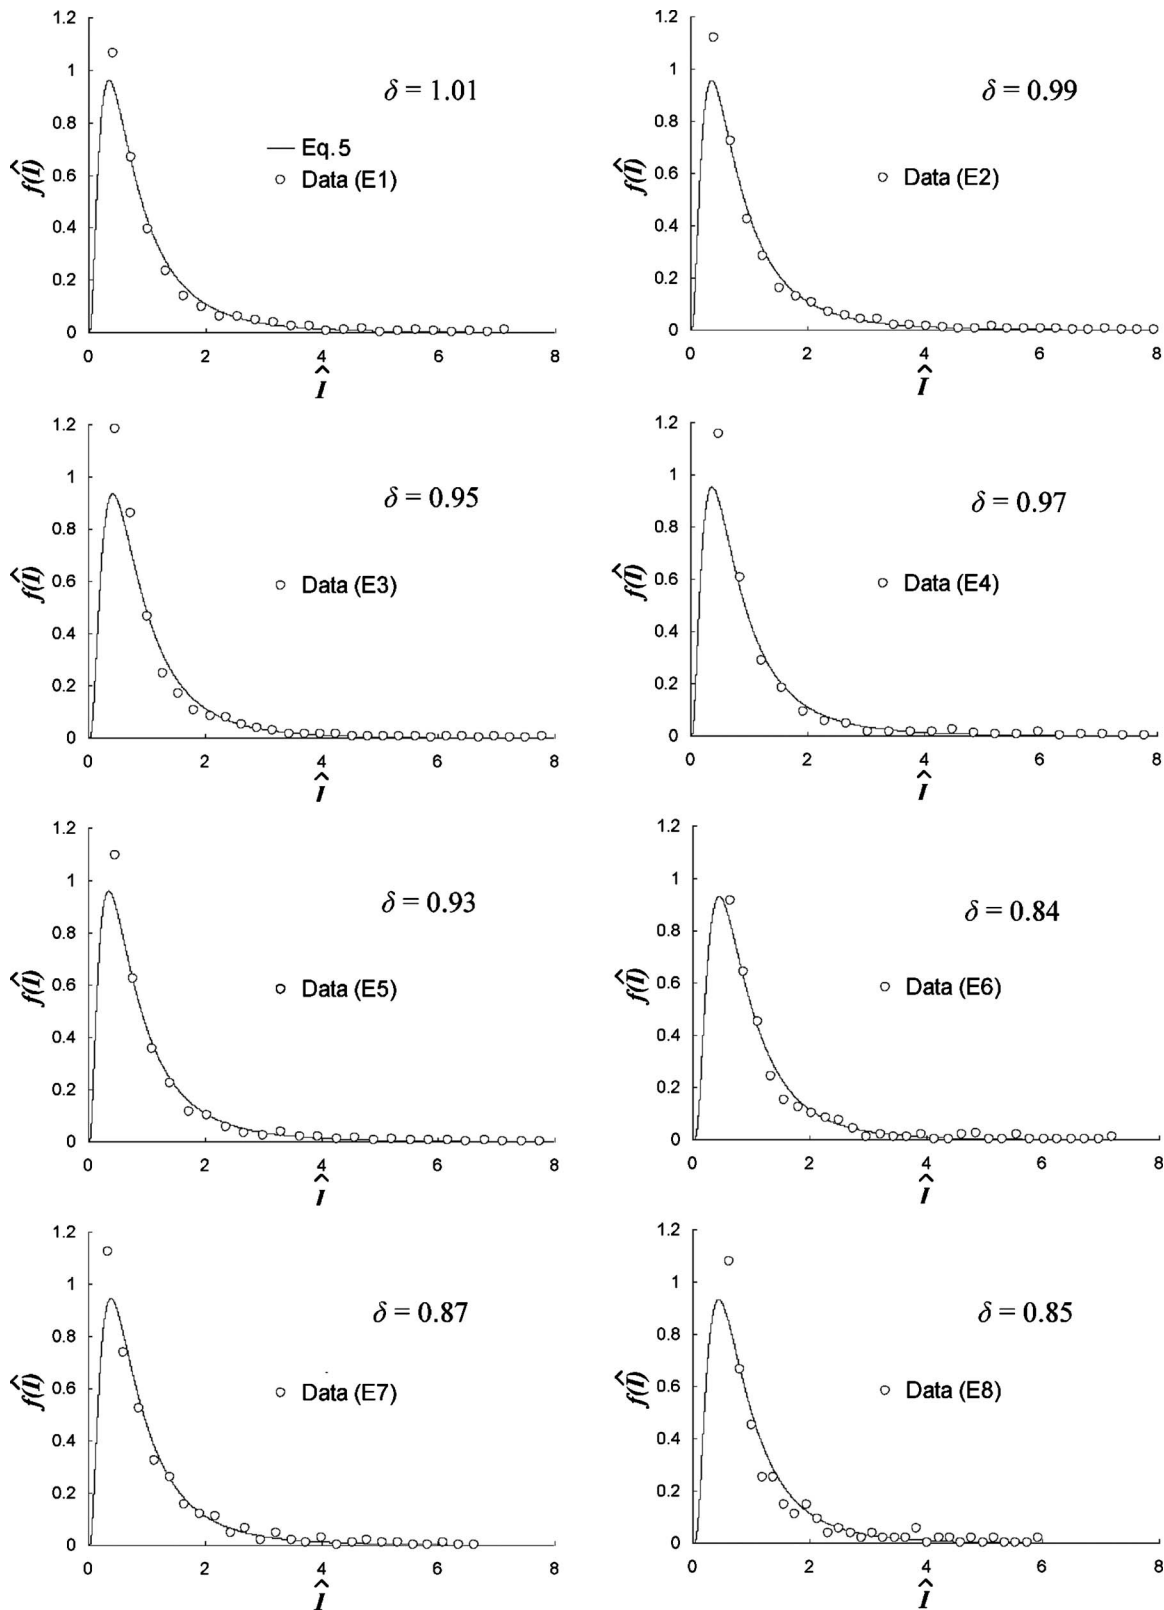 1.2
1
0.8
0.6
0.4
0.2
0
f(Î)
δ = 1.01
Eq.5
Data (E1)
0 2 4 6 8
Î
1.2
1
0.8
0.6
0.4
0.2
0
f(Î)
δ = 0.99
Data (E2)
0 2 4 6 8
Î
1.2
1
0.8
0.6
0.4
0.2
0
f(Î)
δ = 0.95
Data (E3)
0 2 4 6 8
Î
1.2
1
0.8
0.6
0.4
0.2
0
f(Î)
δ = 0.97
Data (E4)
0 2 4 6 8
Î
1.2
1
0.8
0.6
0.4
0.2
0
f(Î)
δ = 0.93
Data (E5)
0 2 4 6 8
Î
1.2
1
0.8
0.6
0.4
0.2
0
f(Î)
δ = 0.84
Data (E6)
0 2 4 6 8
Î
1.2
1
0.8
0.6
0.4
0.2
0
f(Î)
δ = 0.87
Data (E7)
0 2 4 6 8
Î
1.2
1
0.8
0.6
0.4
0.2
0
f(Î)
δ = 0.85
Data (E8)
0 2 4 6 8
Î